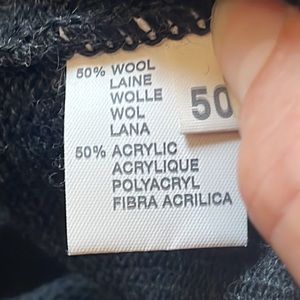 50% WOOL
LAINE
WOLLE
WOL
LANA
50% ACRYLIC
ACRYLIQUE
POLYACRYL
FIBRA ACRILICA
50